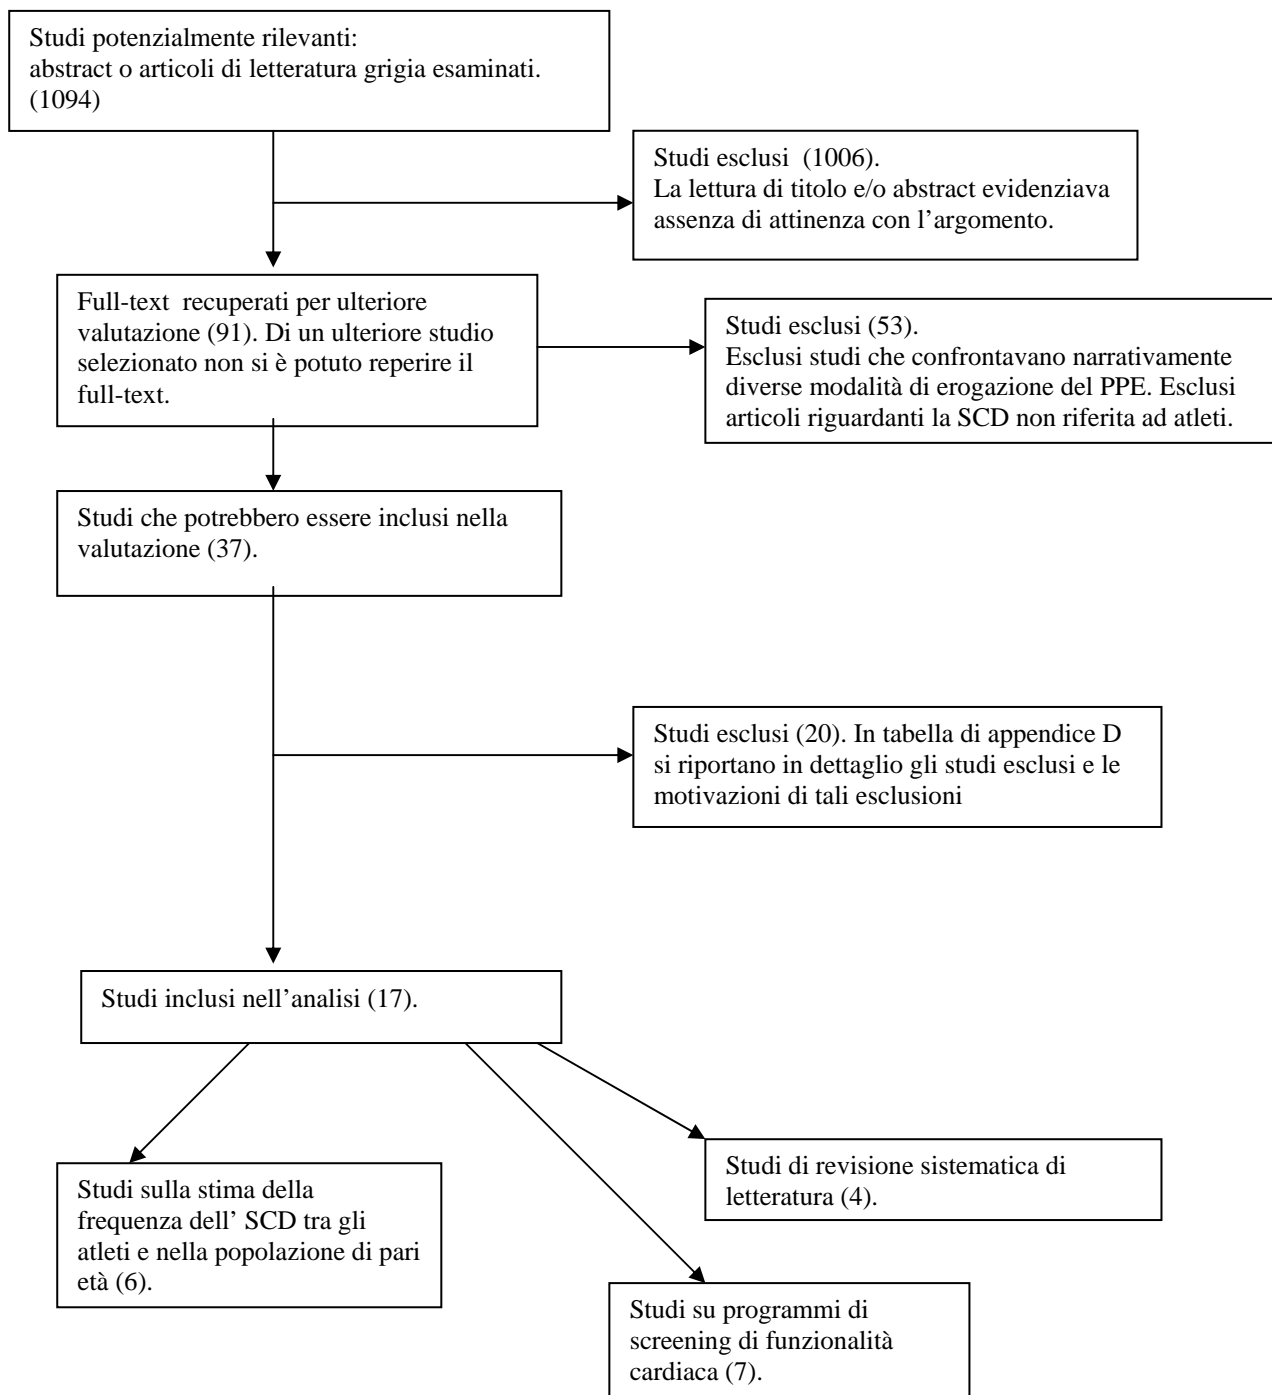 Studi potenzialmente rilevanti:
abstract o articoli di letteratura grigia esaminati.
(1094)
Studi esclusi  (1006).
La lettura di titolo e/o abstract evidenziava
assenza di attinenza con l’argomento.
Full-text  recuperati per ulteriore
valutazione (91). Di un ulteriore studio
selezionato non si è potuto reperire il
full-text.
Studi esclusi (53).
Esclusi studi che confrontavano narrativamente
diverse modalità di erogazione del PPE. Esclusi
articoli riguardanti la SCD non riferita ad atleti.
Studi che potrebbero essere inclusi nella
valutazione (37).
Studi esclusi (20). In tabella di appendice D
si riportano in dettaglio gli studi esclusi e le
motivazioni di tali esclusioni
Studi inclusi nell’analisi (17).
Studi sulla stima della
frequenza dell’ SCD tra gli
atleti e nella popolazione di pari
età (6).
Studi di revisione sistematica di
letteratura (4).
Studi su programmi di
screening di funzionalità
cardiaca (7).